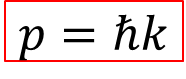 p = ℏk